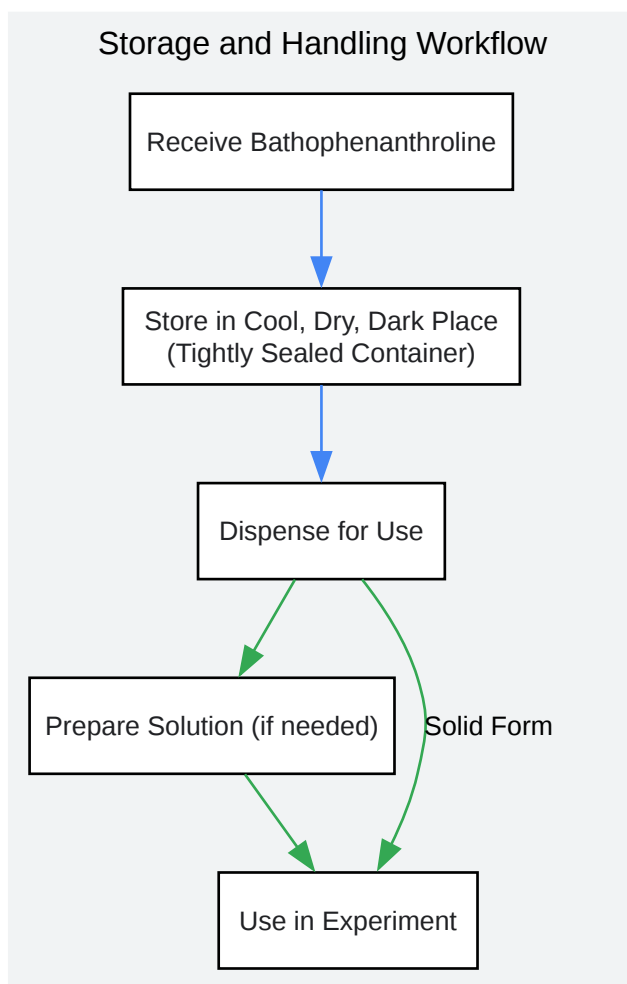 Storage and Handling Workflow
Receive Bathophenanthroline
Store in Cool, Dry, Dark Place
(Tightly Sealed Container)
Dispense for Use
Prepare Solution (if needed)
Solid Form
Use in Experiment